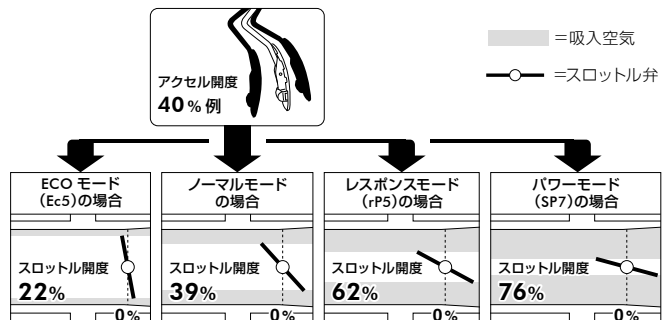 アクセル開度
40%例
=吸入空気
=スロットル弁
ECOモード
(Ec5)の場合
ノーマルモード
の場合
レスポンスモード
(rP5)の場合
パワーモード
(SP7)の場合
スロットル開度
22%
0%
スロットル開度
39%
0%
スロットル開度
62%
0%
スロットル開度
76%
0%